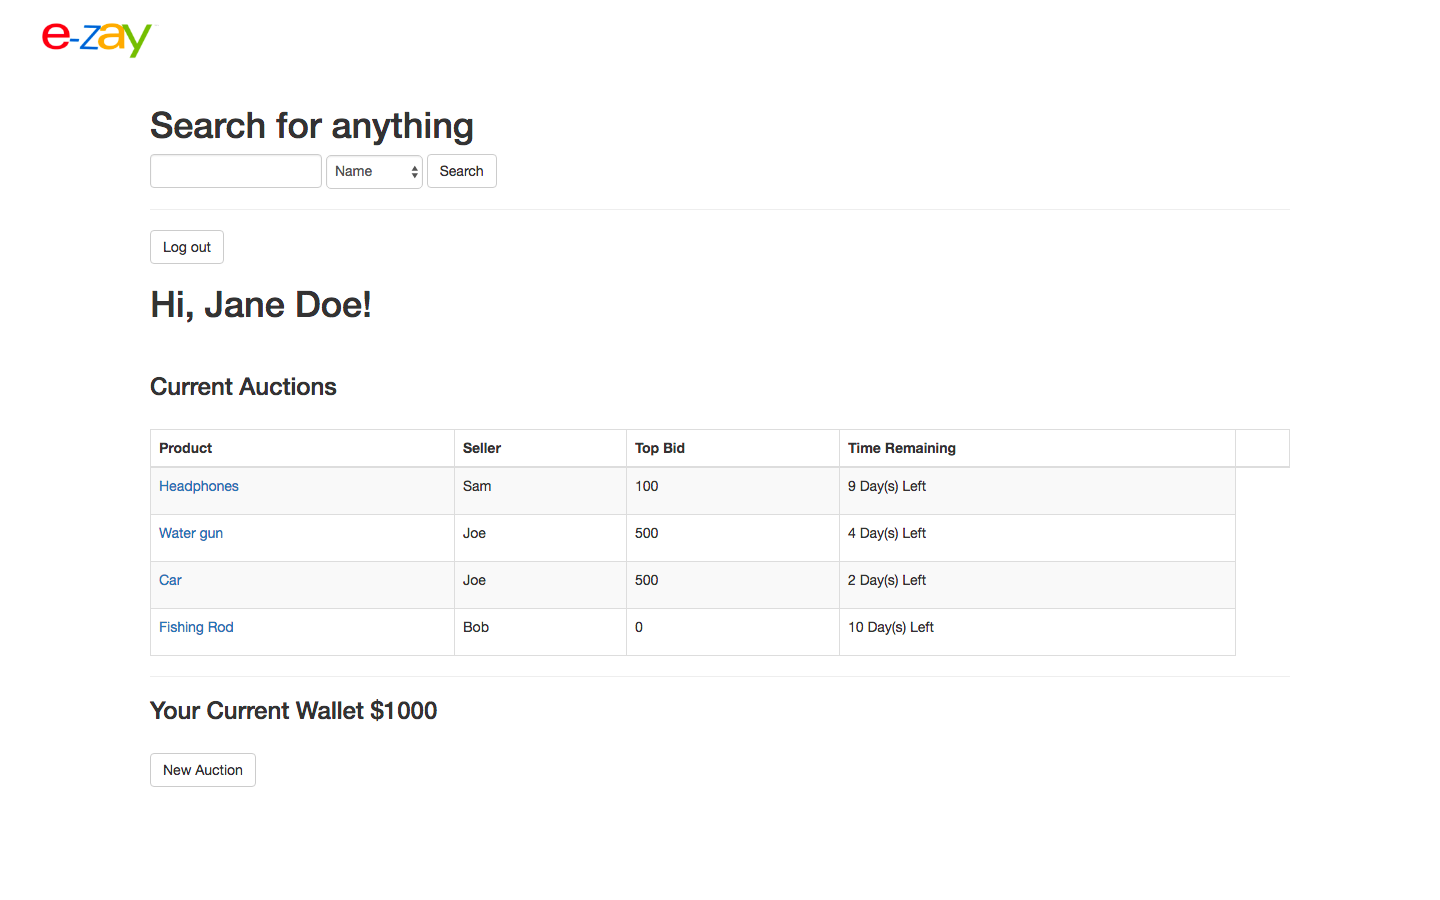 e-zay
Search for anything
Name Search
Log out
Hi, Jane Doe!
Current Auctions
Product Seller Top Bid Time Remaining
Headphones Sam 100 9 Day(s) Left
Water gun Joe 500 4 Day(s) Left
Car Joe 500 2 Day(s) Left
Fishing Rod Bob 0 10 Day(s) Left
Your Current Wallet $1000
New Auction